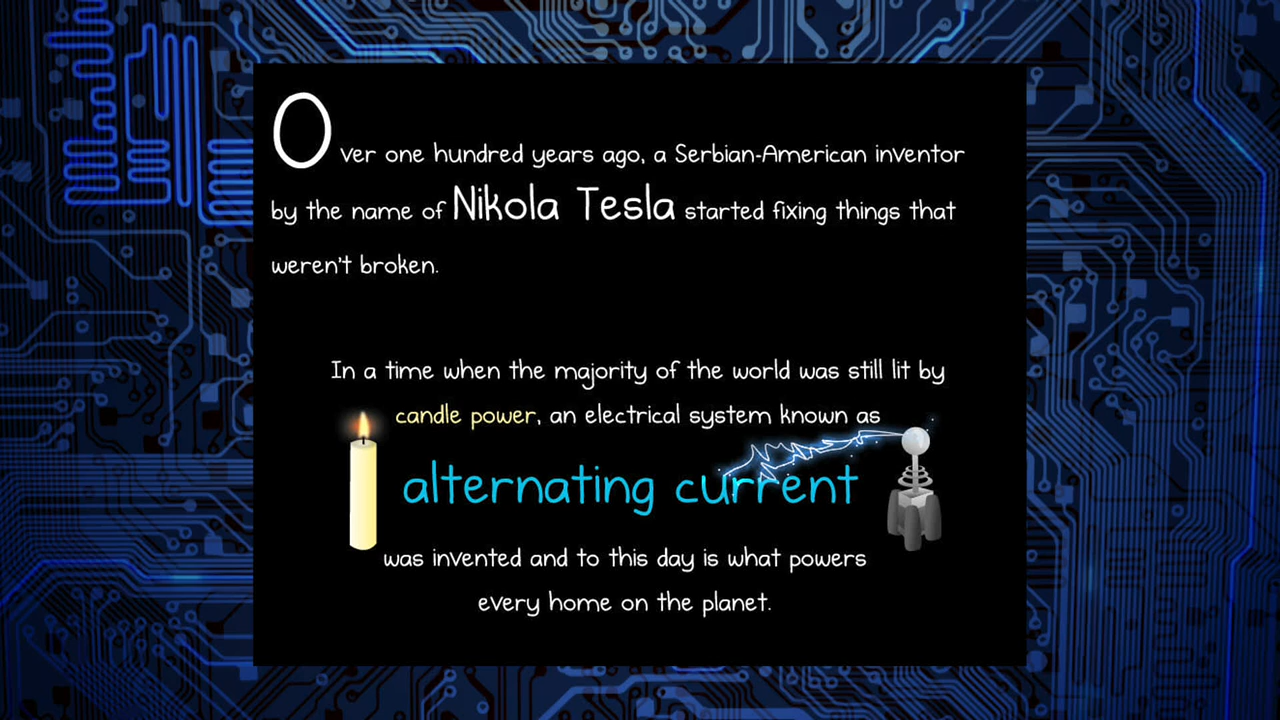 Over one hundred years ago, a Serbian-American inventor
by the name of Nikola Tesla started fixing things that
weren't broken.
In a time when the majority of the world was still lit by
candle power, an electrical system known as
alternating current
was invented and to this day is what powers
every home on the planet.